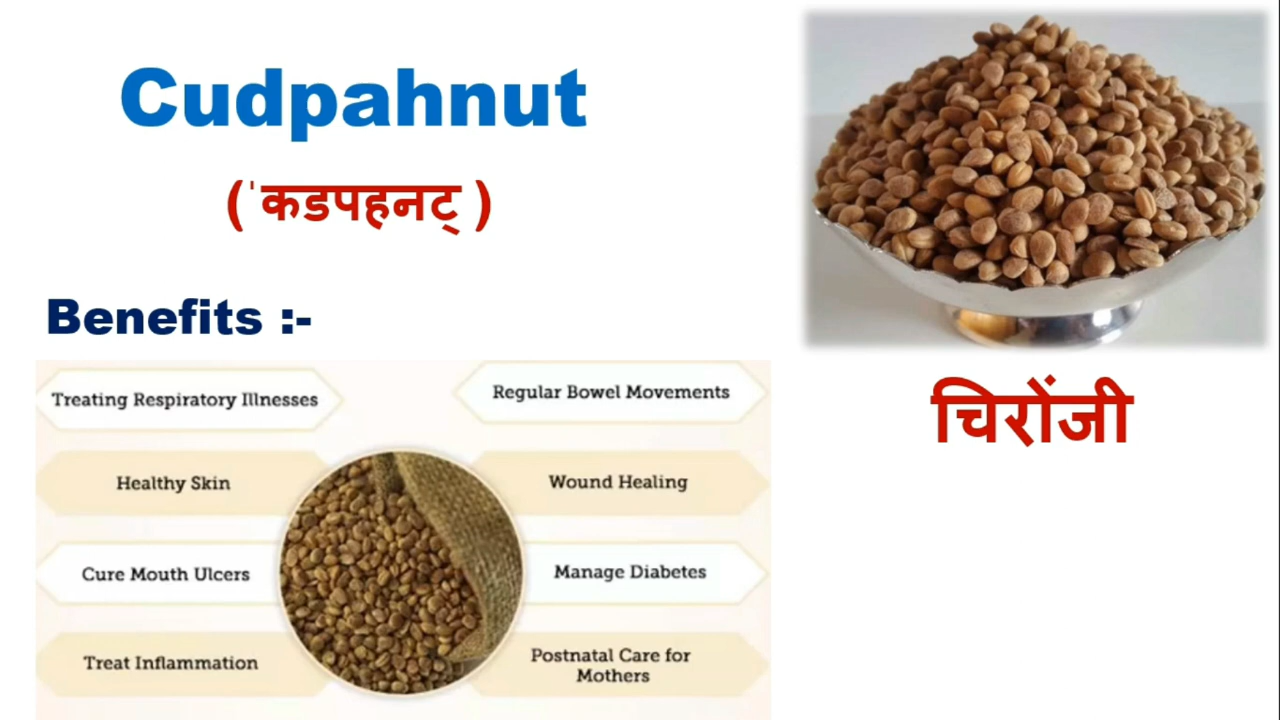 Cudpahnut
(ˈकडपहनट् )
Benefits :-
Treating Respiratory Illnesses
Regular Bowel Movements
Healthy Skin
Wound Healing
Cure Mouth Ulcers
Manage Diabetes
Treat Inflammation
Postnatal Care for
Mothers
चिरोंजी